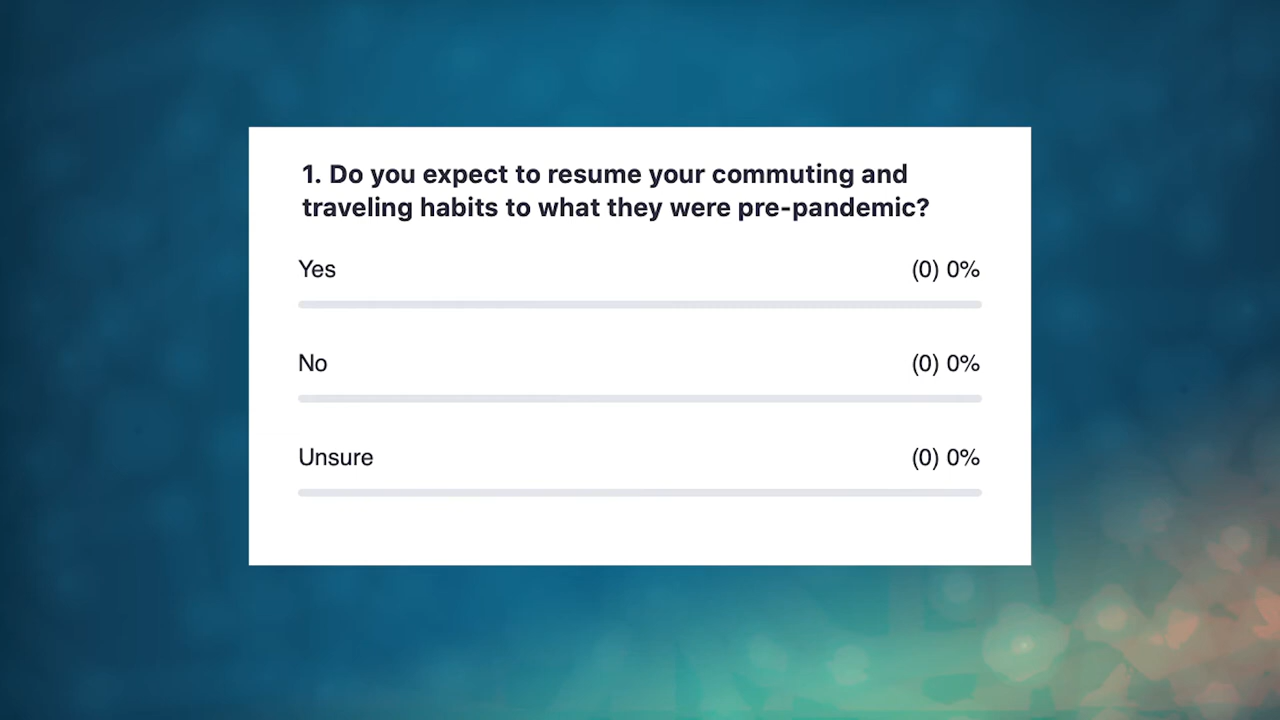 1. Do you expect to resume your commuting and
traveling habits to what they were pre-pandemic?
Yes (0) 0%
No (0) 0%
Unsure (0) 0%